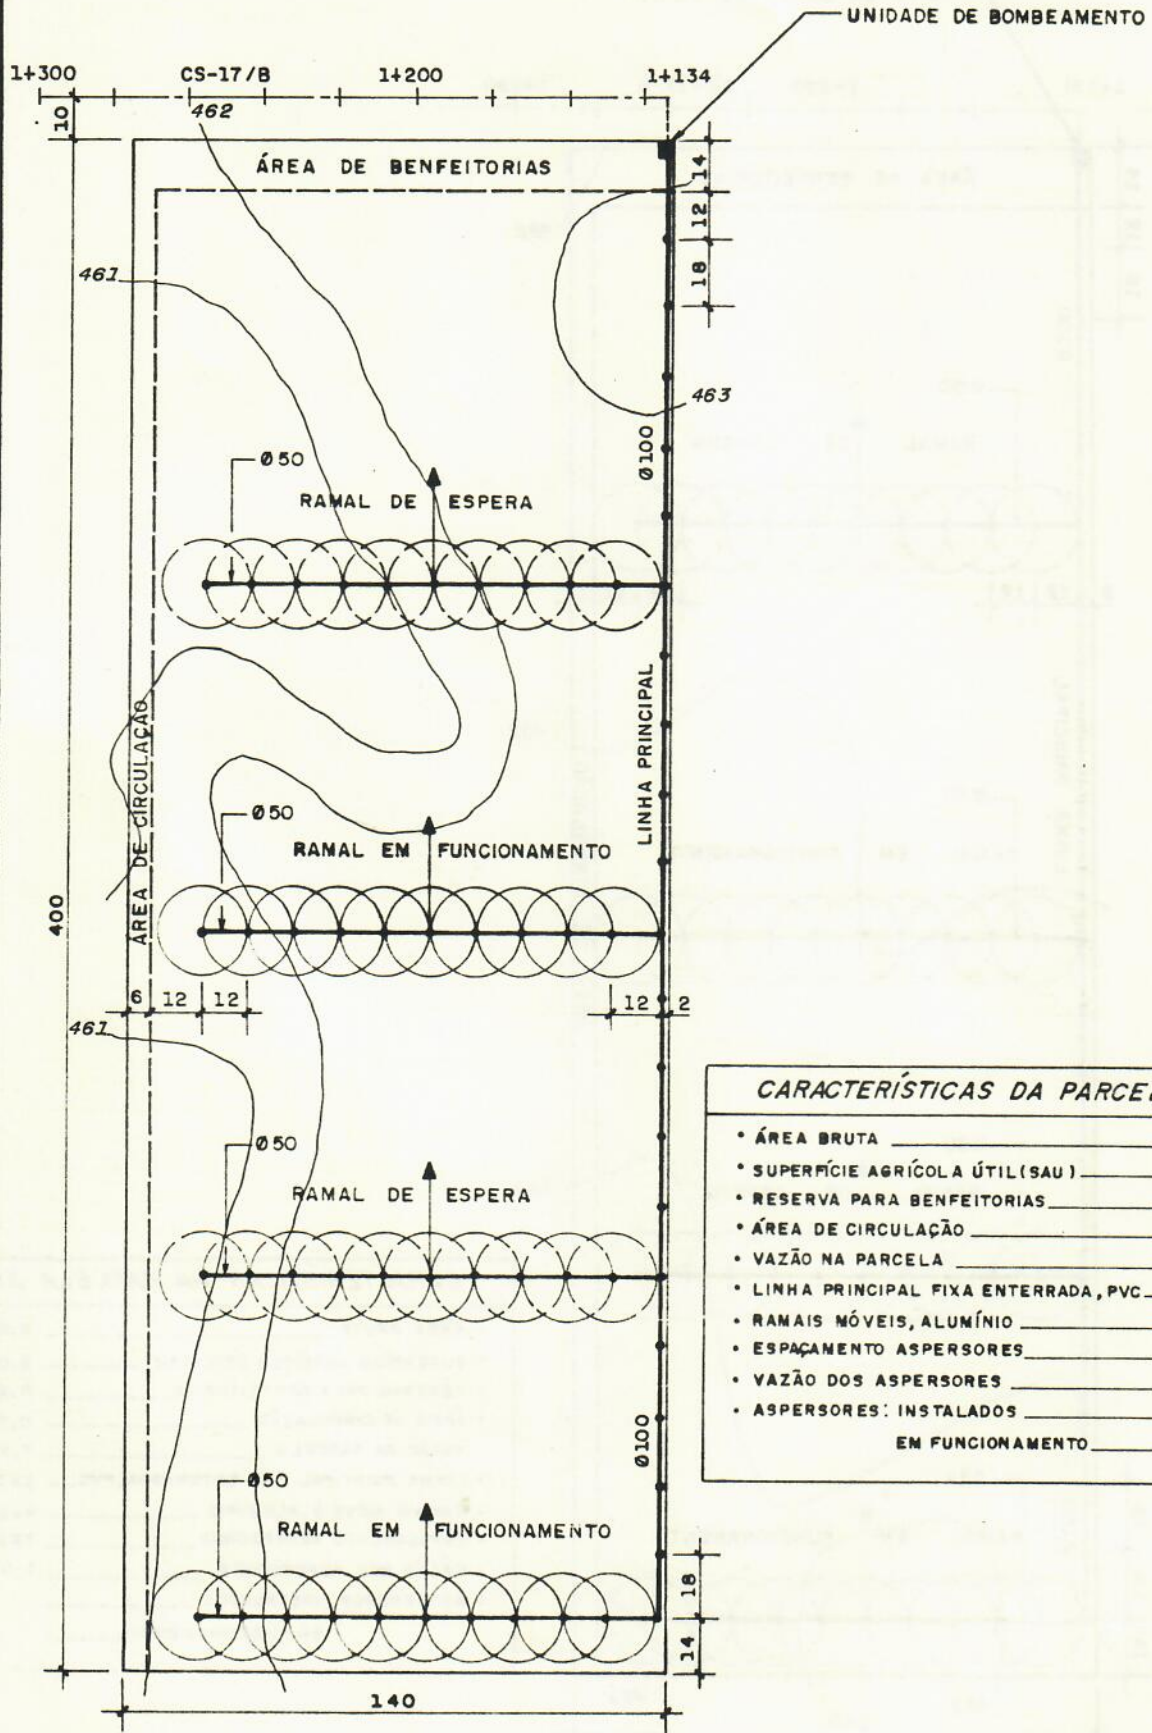 UNIDADE DE BOMBEAMENTO
1+300
CS-17/B
1+200
1+134
10
462
ÁREA DE BENFEITORIAS
14
12
18
461
463
Ø50
Ø100
RAMAL DE ESPERA
LINHA PRINCIPAL
ÁREA DE CIRCULAÇÃO
Ø50
RAMAL EM FUNCIONAMENTO
400
6
12
12
12
2
461
Ø50
RAMAL DE ESPERA
Ø100
Ø50
RAMAL EM FUNCIONAMENTO
18
14
140
CARACTERÍSTICAS DA PARCE
• ÁREA BRUTA
• SUPERFÍCIE AGRÍCOLA ÚTIL(SAU)
• RESERVA PARA BENFEITORIAS
• ÁREA DE CIRCULAÇÃO
• VAZÃO NA PARCELA
• LINHA PRINCIPAL FIXA ENTERRADA, PVC
• RAMAIS MÓVEIS, ALUMÍNIO
• ESPAÇAMENTO ASPERSORES
• VAZÃO DOS ASPERSORES
• ASPERSORES: INSTALADOS
EM FUNCIONAMENTO